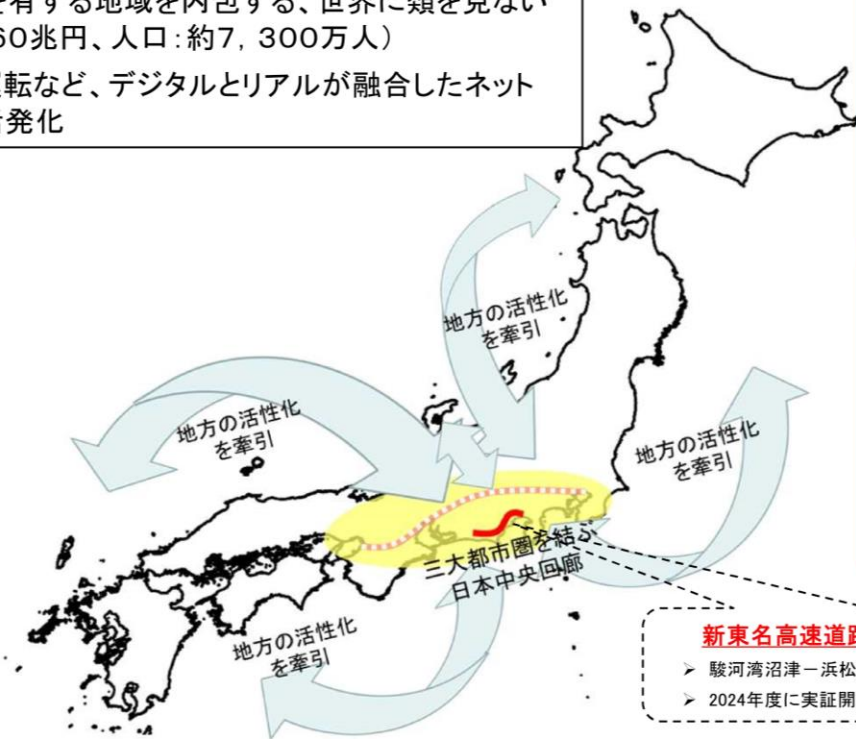 を有する地域を内包する、世界に類を見ない
60兆円、人口：約7，300万人）
転など、デジタルとリアルが融合したネット
発化
地方の活性化
を牽引
地方の活性化
を牽引
地方の活性化
を牽引
三大都市圏を結ぶ
日本中央回廊
地方の活性化
を牽引
新東名高速道路
➢ 駿河湾沼津－浜松
➢ 2024年度に実証開